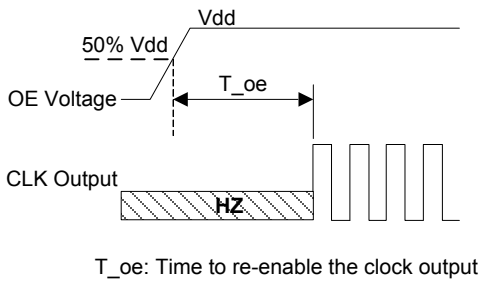 Vdd
50% Vdd
T_oe
OE Voltage
CLK Output
HZ
T_oe: Time to re-enable the clock output